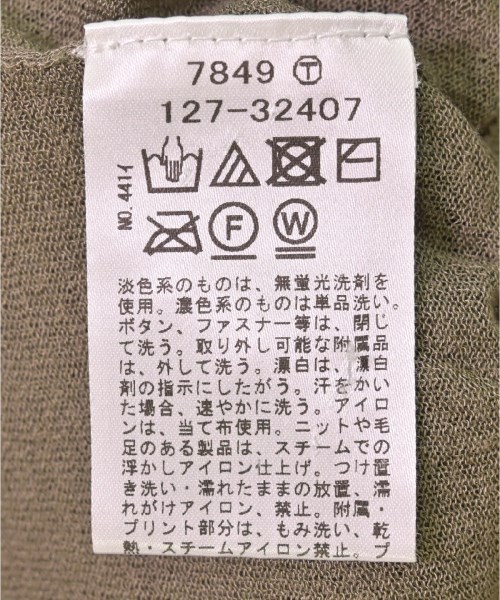 7849 Ⓣ
127-32407
NO. 441イ
F W
淡色系のものは、無蛍光洗剤を
使用。濃色系のものは単品洗い。
ボタン、ファスナー等は、閉じ
て洗う。取り外し可能な附属品
は、外して洗う。漂白は、漂白
剤の指示にしたがう。汗をかい
た場合、速やかに洗う。アイロ
ンは、当て布使用。ニットや毛
足のある製品は、スチームでの
浮かしアイロン仕上げ。つけ置
き洗い・濡れたままの放置、濡
れがけアイロン、禁止。附属・
プリント部分は、もみ洗い、乾
熱・スチームアイロン禁止。プ